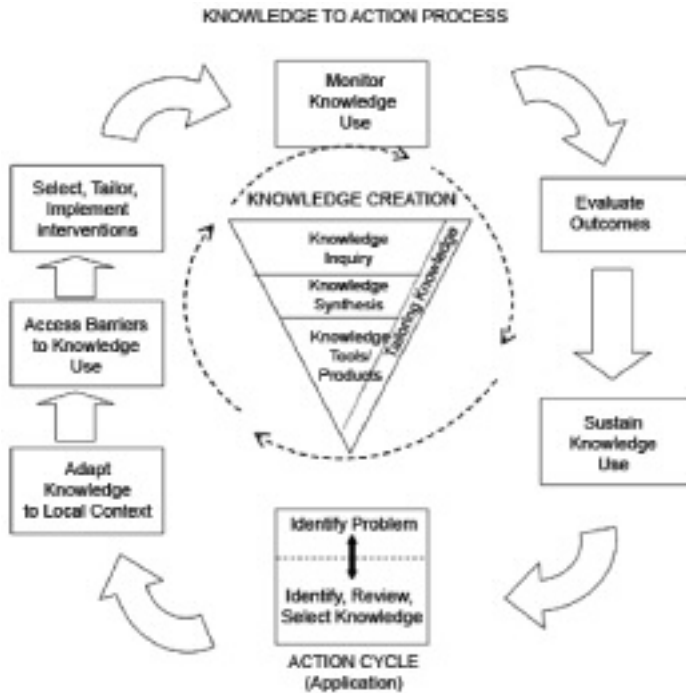 KNOWLEDGE TO ACTION PROCESS
Monitor
Knowledge
Use
Select, Tailor,
Implement
interventions
KNOWLEDGE CREATION
Knowledge
Inquiry
Knowledge
Synthesis
Knowledge
Tools/
Products
Tailoring Knowledge
Evaluate
Outcomes
Access Barriers
to Knowledge
Use
Adapt
Knowledge
to Local Context
Sustain
Knowledge
Use
Identify Problem
Identify, Review,
Select Knowledge
ACTION CYCLE
(Application)